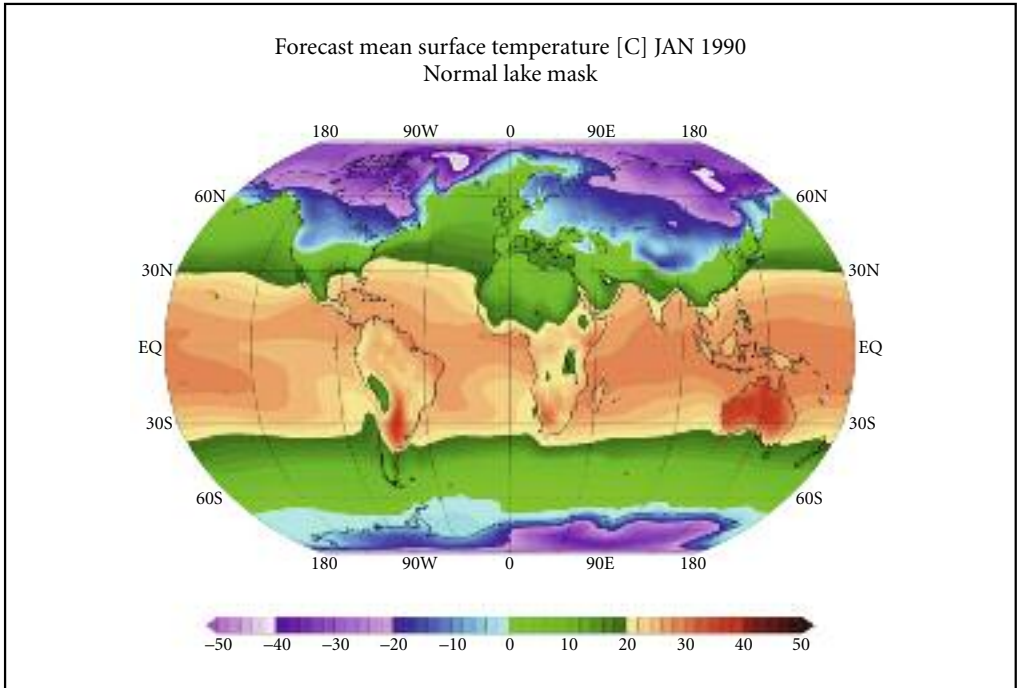 Forecast mean surface temperature [C] JAN 1990
Normal lake mask
180 90W 0 90E 180
60N 60N
30N 30N
EQ EQ
30S 30S
60S 60S
180 90W 0 90E 180
−50 −40 −30 −20 −10 0 10 20 30 40 50